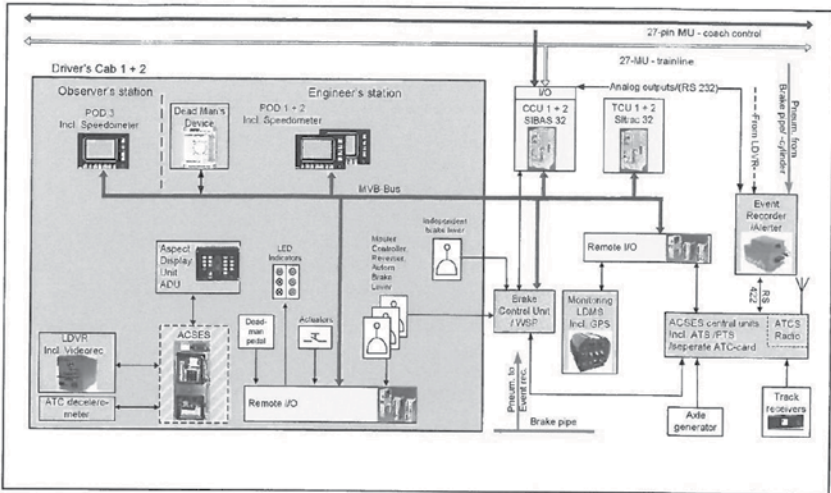 27-pin MU - coach control
27-MU - trainline
Driver's Cab 1 + 2
Observer's station
Engineer's station
POD 3
Incl. Speedometer
Dead Man's
Device
POD 1 + 2
Incl. Speedometer
I/O
CCU 1 + 2
SIBAS 32
TCU 1 + 2
Sitrac 32
Analog outputs/(RS 232)
From LDVR
Pneum. from
Brake pipe/ -cylinder
MVB-Bus
Event
Recorder
/Alerter
Aspect
Display
Unit
ADU
LED
Indicators
Master
Controller,
Reverser,
Autom.
Brake
Lever
Independent
brake lever
Remote I/O
Brake
Control Unit
/ WSP
Monitoring
LDMS
Incl. GPS
RS
422
ACSES central units
Incl. ATS /PTS
/seperate ATC-card
ATCS
Radio
LDVR
Incl. Videorec.
ACSES
Dead-
man
pedal
Actuators
ATC decelero-
meter
Remote I/O
Pneum. to
Event rec.
Brake pipe
Axle
generator
Track
receivers